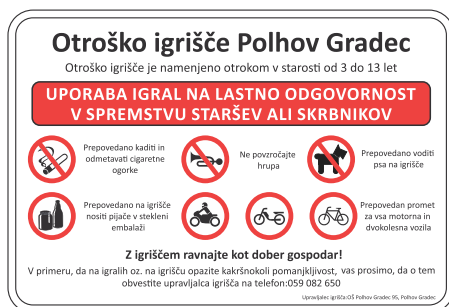 Otroško igrišče Polhov Gradec
Otroško igrišče je namenjeno otrokom v starosti od 3 do 13 let
UPORABA IGRAL NA LASTNO ODGOVORNOST
V SPREMSTVU STARŠEV ALI SKRBNIKOV
Prepovedano kaditi in
odmetavati cigaretne
ogorke
Ne povzročajte
hrupa
Prepovedano voditi
psa na igrišče
Prepovedano na igrišče
nositi pijače v stekleni
embalaži
Prepovedan promet
za vsa motorna in
dvokolesna vozila
Z igriščem ravnajte kot dober gospodar!
V primeru, da na igralih oz. na igrišču opazite kakršnokoli pomanjkljivost, vas prosimo, da o tem
obvestite upravljalca igrišča na telefon:059 082 650
Upravljalec igrišča:OŠ Polhov Gradec 95, Polhov Gradec